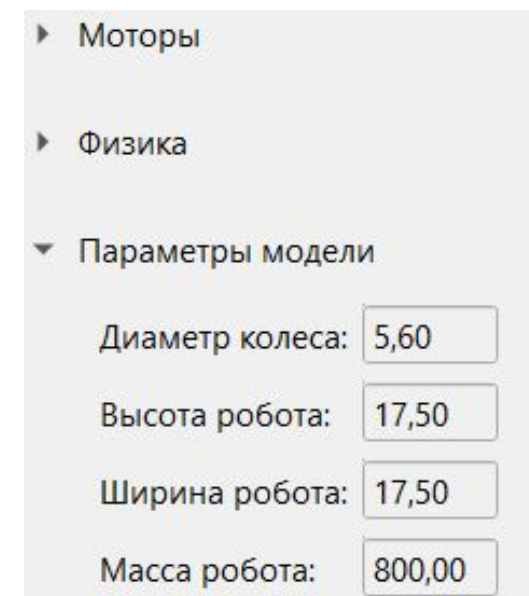 Моторы
Физика
Параметры модели
Диаметр колеса: 5,60
Высота робота: 17,50
Ширина робота: 17,50
Масса робота: 800,00